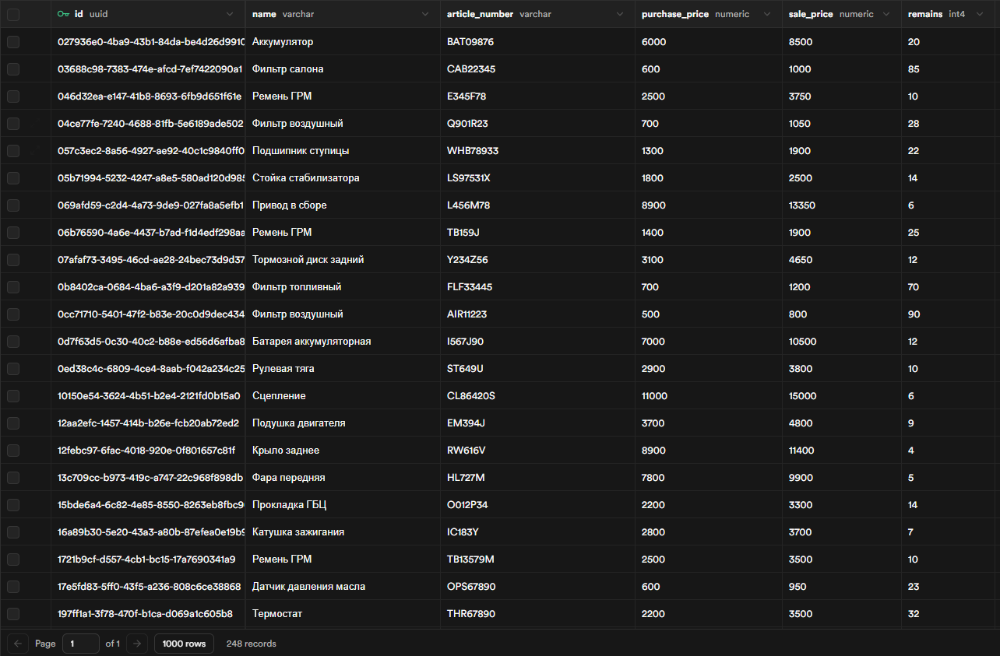 id uuid name varchar article_number varchar purchase_price numeric sale_price numeric remains int4
027936e0-4ba9-43b1-84da-be4d26d9910 Аккумулятор BAT09876 6000 8500 20
03688c98-7383-474e-afcd-7ef7422090a1 Фильтр салона CAB22345 600 1000 85
046d32ea-e147-41b8-8693-6fb9d651f61e Ремень ГРМ E345F78 2500 3750 10
04ce77fe-7240-4688-81fb-5e6189ade502 Фильтр воздушный Q901R23 700 1050 28
057c3ec2-8a56-4927-ae92-40c1c9840ff0 Подшипник ступицы WHB78933 1300 1900 22
05b71994-5232-4247-a8e5-580ad120d985 Стойка стабилизатора LS97531X 1800 2500 14
069afd59-c2d4-4a73-9de9-027fa8a5efb1 Привод в сборе L456M78 8900 13350 6
06b76590-4a6e-4437-b7ad-f1d4edf298aa Ремень ГРМ TB159J 1400 1900 25
07afaf73-3495-46cd-ae28-24bec73d9d37 Тормозной диск задний Y234Z56 3100 4650 12
0b8402ca-0684-4ba6-a3f9-d201a82a939 Фильтр топливный FLF33445 700 1200 70
0cc71710-5401-47f2-b83e-20c0d9dec434 Фильтр воздушный AIR11223 500 800 90
0d7f63d5-0c30-40c2-b88e-ed56d6afba8 Батарея аккумуляторная I567J90 7000 10500 12
0ed38c4c-6809-4ce4-8aab-f042a234c25 Рулевая тяга ST649U 2900 3800 10
10150e54-3624-4b51-b2e4-2121fd0b15a0 Сцепление CL86420S 11000 15000 6
12aa2efc-1457-414b-b26e-fcb20ab72ed2 Подушка двигателя EM394J 3700 4800 9
12febc97-6fac-4018-920e-0f801657c81f Крыло заднее RW616V 8900 11400 4
13c709cc-b973-419c-a747-22c968f898db Фара передняя HL727M 7800 9900 5
15bde6a4-6c82-4e85-8550-8263eb8fbc9 Прокладка ГБЦ O012P34 2200 3300 14
16a89b30-5e20-43a3-a80b-87efea0e19b9 Катушка зажигания IC183Y 2800 3700 7
1721b9cf-d557-4cb1-bc15-17a7690341a9 Ремень ГРМ TB13579M 2500 3500 10
17e5fd83-5ff0-43f5-a236-808c6ce38868 Датчик давления масла OPS67890 600 950 23
197ff1a1-3f78-470f-b1ca-d069a1c605b8 Термостат THR67890 2200 3500 32
Page 1 of 1 1000 rows 248 records